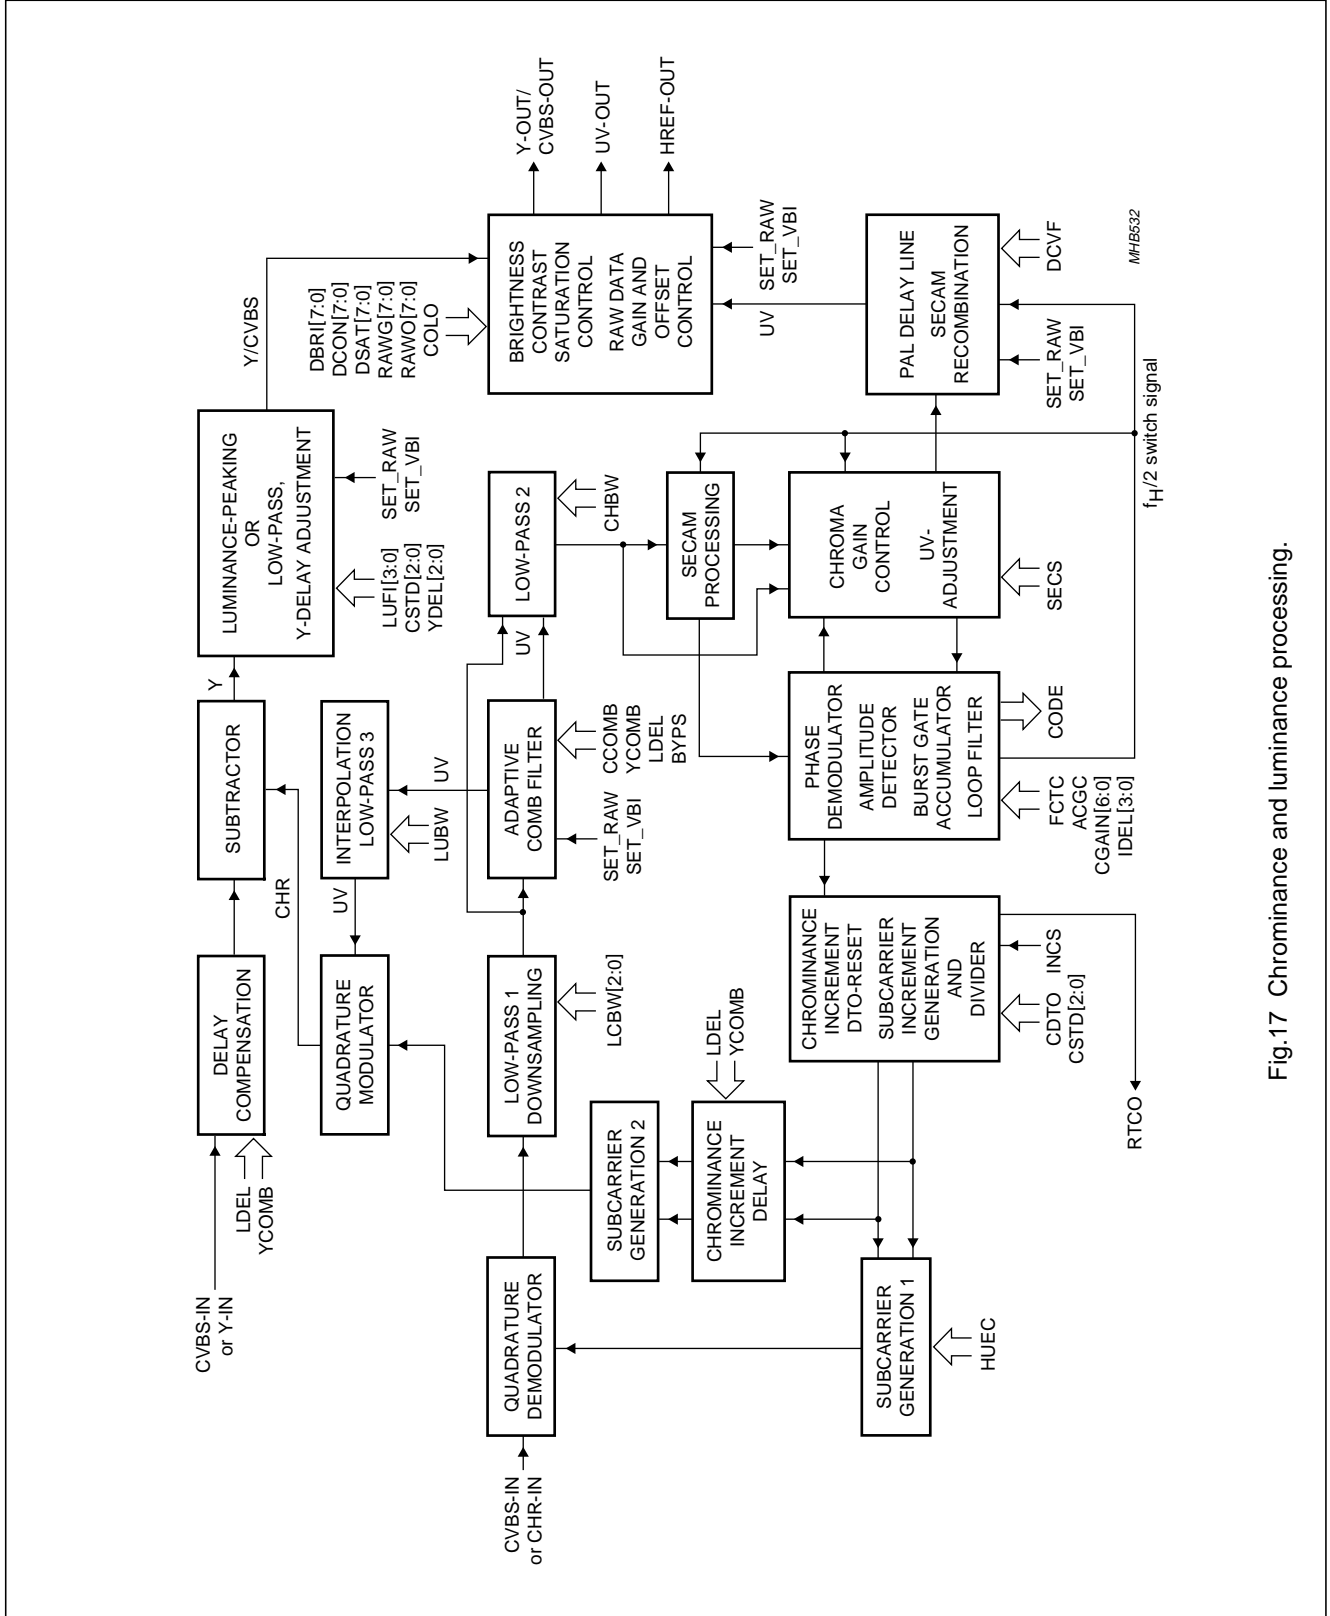 CVBS-IN
or Y-IN
LDEL
YCOMB
DELAY
COMPENSATION
SUBTRACTOR
Y
LUMINANCE-PEAKING
OR
LOW-PASS,
Y-DELAY ADJUSTMENT
Y/CVBS
CHR
QUADRATURE
MODULATOR
UV
INTERPOLATION
LOW-PASS 3
LUBW
UV
LUFI[3:0]
CSTD[2:0]
YDEL[2:0]
SET_RAW
SET_VBI
DBRI[7:0]
DCON[7:0]
DSAT[7:0]
RAWG[7:0]
RAWO[7:0]
COLO
BRIGHTNESS
CONTRAST
SATURATION
CONTROL
RAW DATA
GAIN AND
OFFSET
CONTROL
Y-OUT/
CVBS-OUT
UV-OUT
HREF-OUT
SET_RAW
SET_VBI
UV
CVBS-IN
or CHR-IN
QUADRATURE
DEMODULATOR
LOW-PASS 1
DOWNSAMPLING
LCBW[2:0]
ADAPTIVE
COMB FILTER
SET_RAW
SET_VBI
CCOMB
YCOMB
LDEL
BYPS
UV
LOW-PASS 2
CHBW
SUBCARRIER
GENERATION 2
CHROMINANCE
INCREMENT
DELAY
LDEL
YCOMB
SECAM
PROCESSING
SUBCARRIER
GENERATION 1
HUEC
CHROMINANCE
INCREMENT
DTO-RESET
SUBCARRIER
INCREMENT
GENERATION
AND
DIVIDER
CDTO
CSTD[2:0]
INCS
RTCO
PHASE
DEMODULATOR
AMPLITUDE
DETECTOR
BURST GATE
ACCUMULATOR
LOOP FILTER
FCTC
ACGC
CGAIN[6:0]
IDEL[3:0]
CODE
CHROMA
GAIN
CONTROL
UV-
ADJUSTMENT
SECS
PAL DELAY LINE
SECAM
RECOMBINATION
SET_RAW
SET_VBI
DCVF
fH/2 switch signal
MHB532
Fig.17 Chrominance and luminance processing.